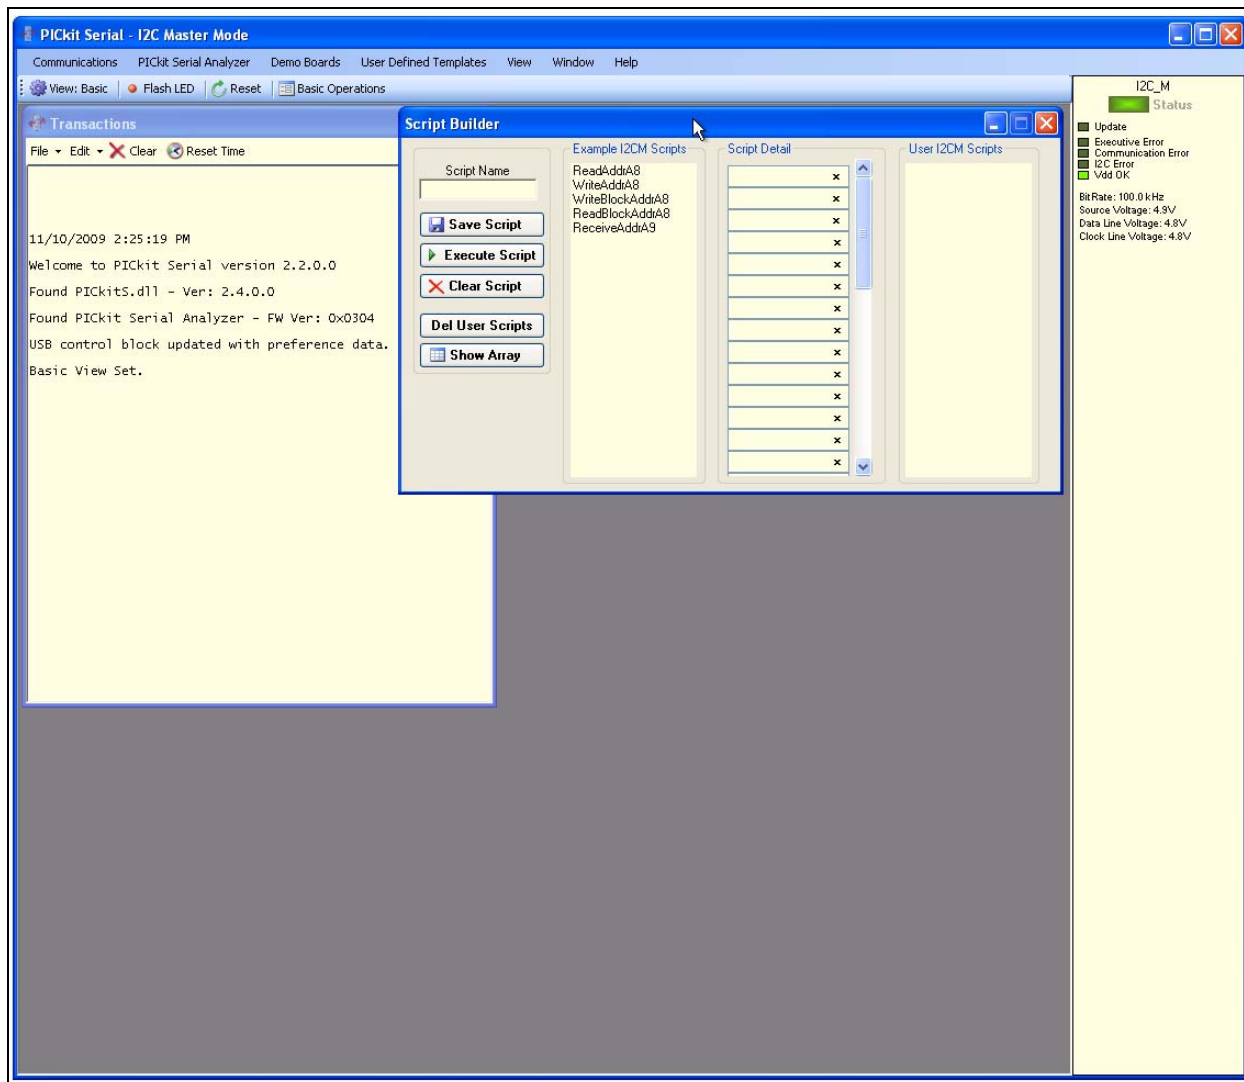 PICkit Serial - I2C Master Mode
Communications PICkit Serial Analyzer Demo Boards User Defined Templates View Window Help
View: Basic Flash LED Reset Basic Operations
Transactions
File Edit Clear Reset Time
11/10/2009 2:25:19 PM
Welcome to PICkit Serial version 2.2.0.0
Found PICkitS.dll - Ver: 2.4.0.0
Found PICkit Serial Analyzer - FW Ver: 0x0304
USB control block updated with preference data.
Basic View Set.
Script Builder
Script Name
Save Script
Execute Script
Clear Script
Del User Scripts
Show Array
Example I2CM Scripts
ReadAddrA8
WriteAddrA8
WriteBlockAddrA8
ReadBlockAddrA8
ReceiveAddrA9
Script Detail
User I2CM Scripts
I2C_M
Status
Update
Executive Error
Communication Error
I2C Error
Vdd OK
BitRate: 100.0 kHz
Source Voltage: 4.9V
Data Line Voltage: 4.8V
Clock Line Voltage: 4.8V